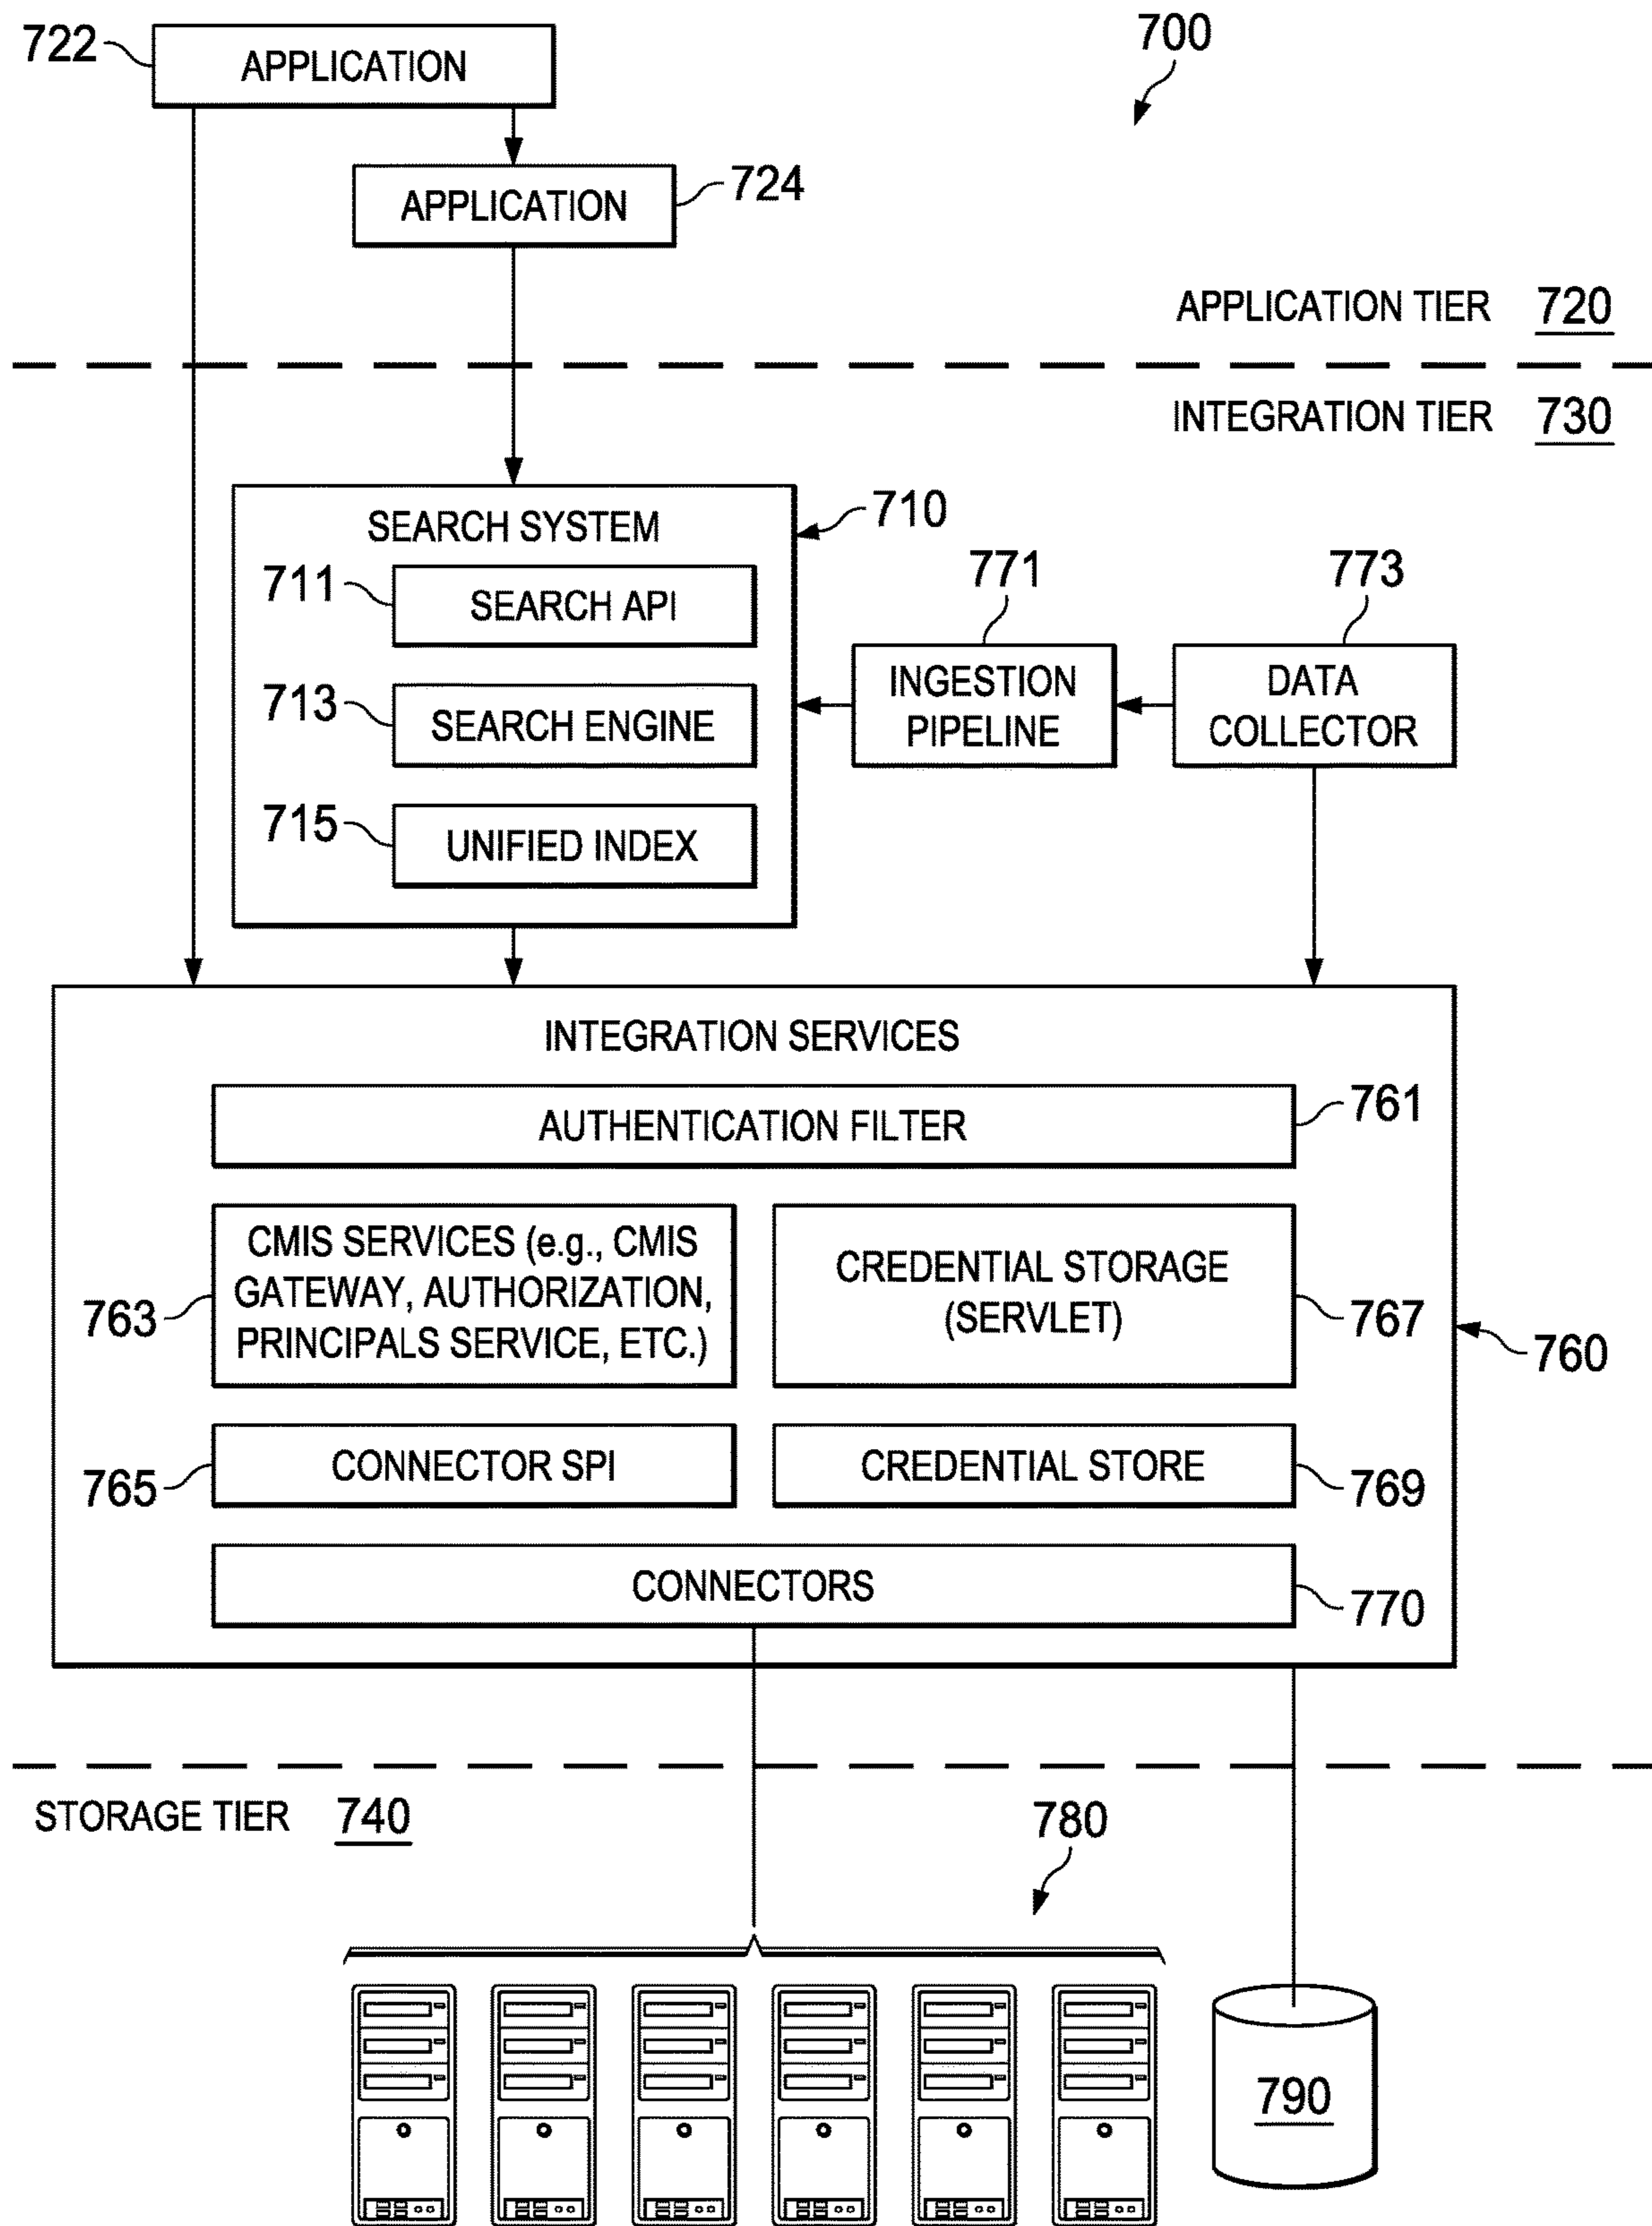 722
APPLICATION
700
APPLICATION
724
APPLICATION TIER 720
INTEGRATION TIER 730
SEARCH SYSTEM
710
711
SEARCH API
771
773
713
SEARCH ENGINE
INGESTION
PIPELINE
DATA
COLLECTOR
715
UNIFIED INDEX
INTEGRATION SERVICES
AUTHENTICATION FILTER
761
763
CMIS SERVICES (e.g., CMIS
GATEWAY, AUTHORIZATION,
PRINCIPALS SERVICE, ETC.)
CREDENTIAL STORAGE
(SERVLET)
767
760
765
CONNECTOR SPI
CREDENTIAL STORE
769
CONNECTORS
770
STORAGE TIER 740
780
790